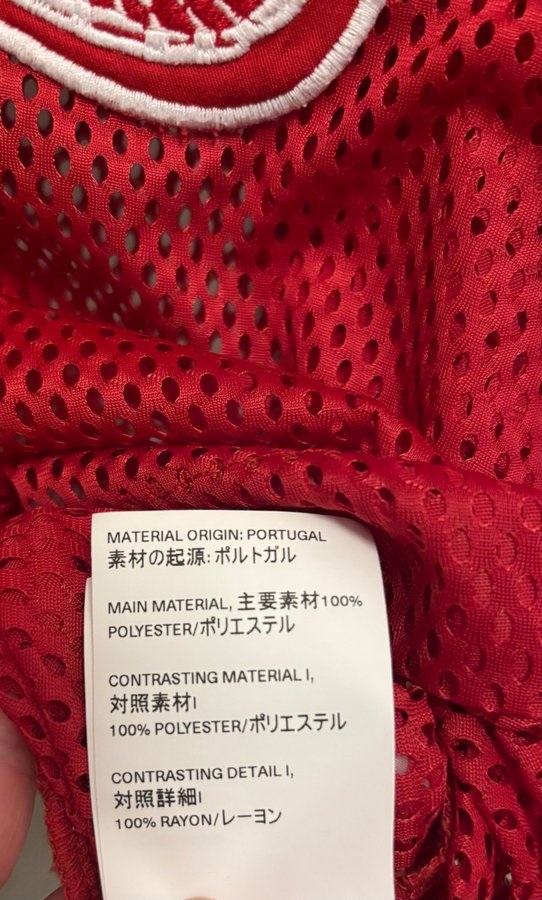 MATERIAL ORIGIN: PORTUGAL
素材の起源: ポルトガル
MAIN MATERIAL, 主要素材100%
POLYESTER/ポリエステル
CONTRASTING MATERIAL I,
対照素材I
100% POLYESTER/ポリエステル
CONTRASTING DETAIL I,
対照詳細I
100% RAYON/レーヨン